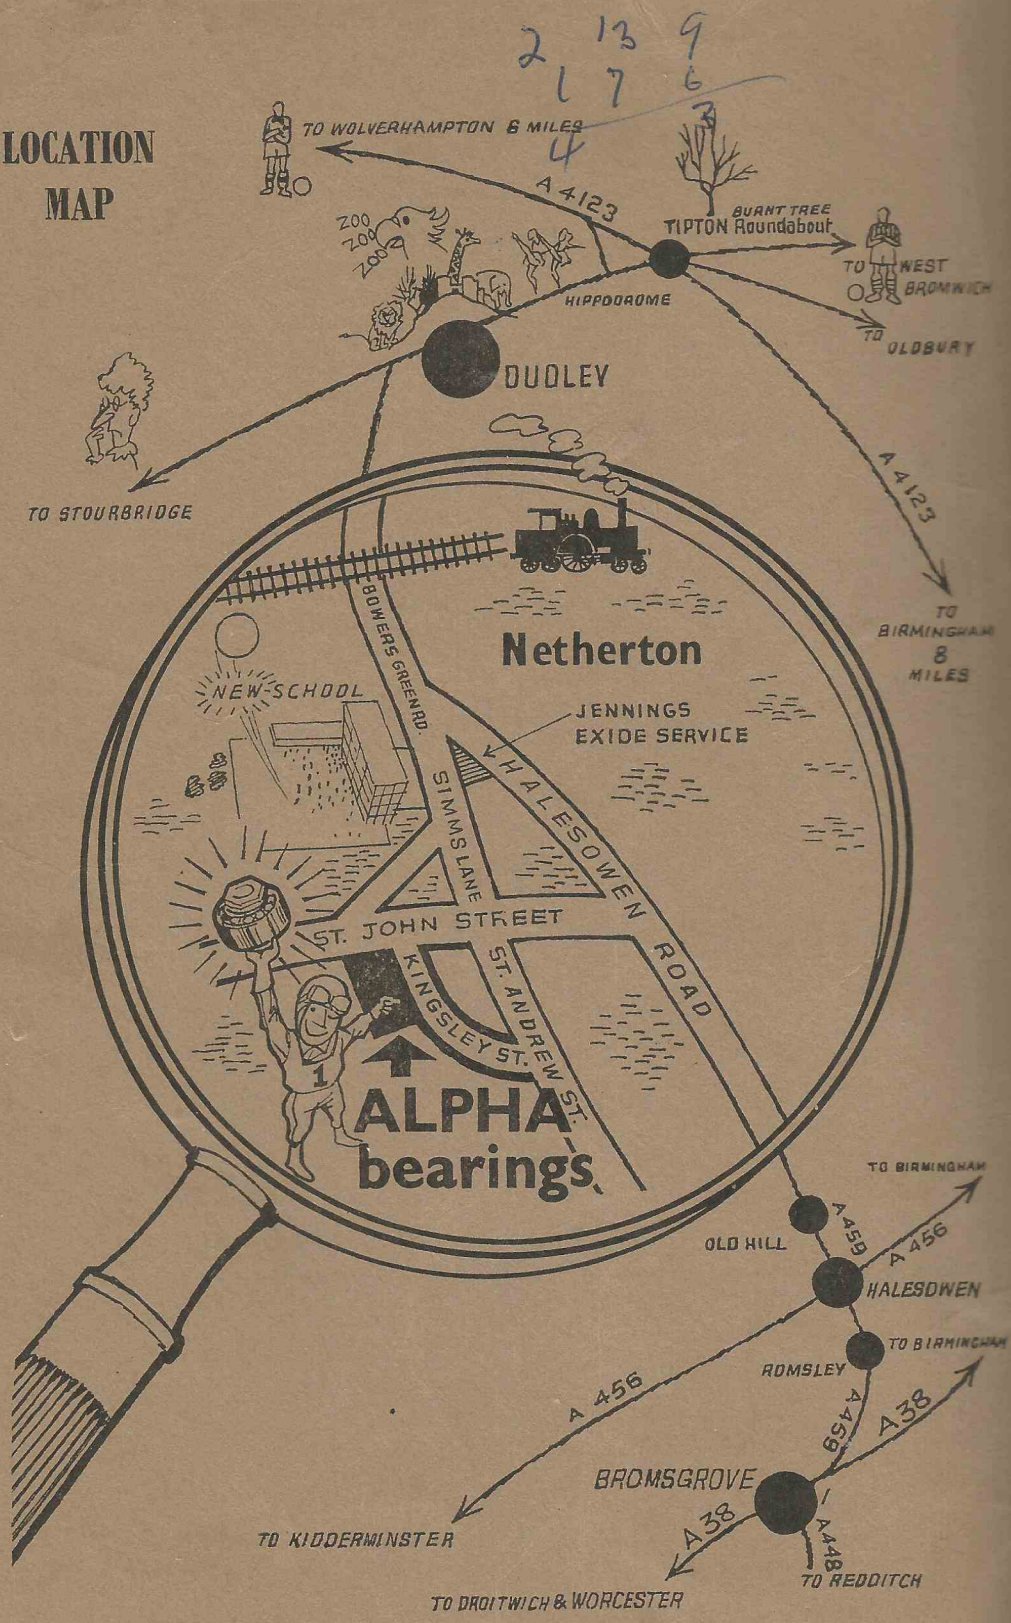 2 13 9
1 7 6
3
4
LOCATION
MAP
TO WOLVERHAMPTON 6 MILES
A 4123
BURNT TREE
TIPTON Roundabout
ZOO
ZOO
ZOO
TO WEST
BROMWICH
HIPPODROME
TO
OLDBURY
DUDLEY
TO STOURBRIDGE
A 4123
TO
BIRMINGHAM
8
MILES
BOWERS GREEN RD.
Netherton
NEW-SCHOOL
JENNINGS
EXIDE SERVICE
SIMMS LANE
HALESOWEN ROAD
ST. JOHN STREET
KINGSLEY ST.
ST. ANDREW ST.
1
ALPHA
bearings
TO BIRMINGHAM
A 459
A 456
OLD HILL
HALESOWEN
TO BIRMINGHAM
ROMSLEY
A 456
A 459
A38
BROMSGROVE
A38
A448
TO KIDDERMINSTER
TO REDDITCH
TO DROITWICH & WORCESTER